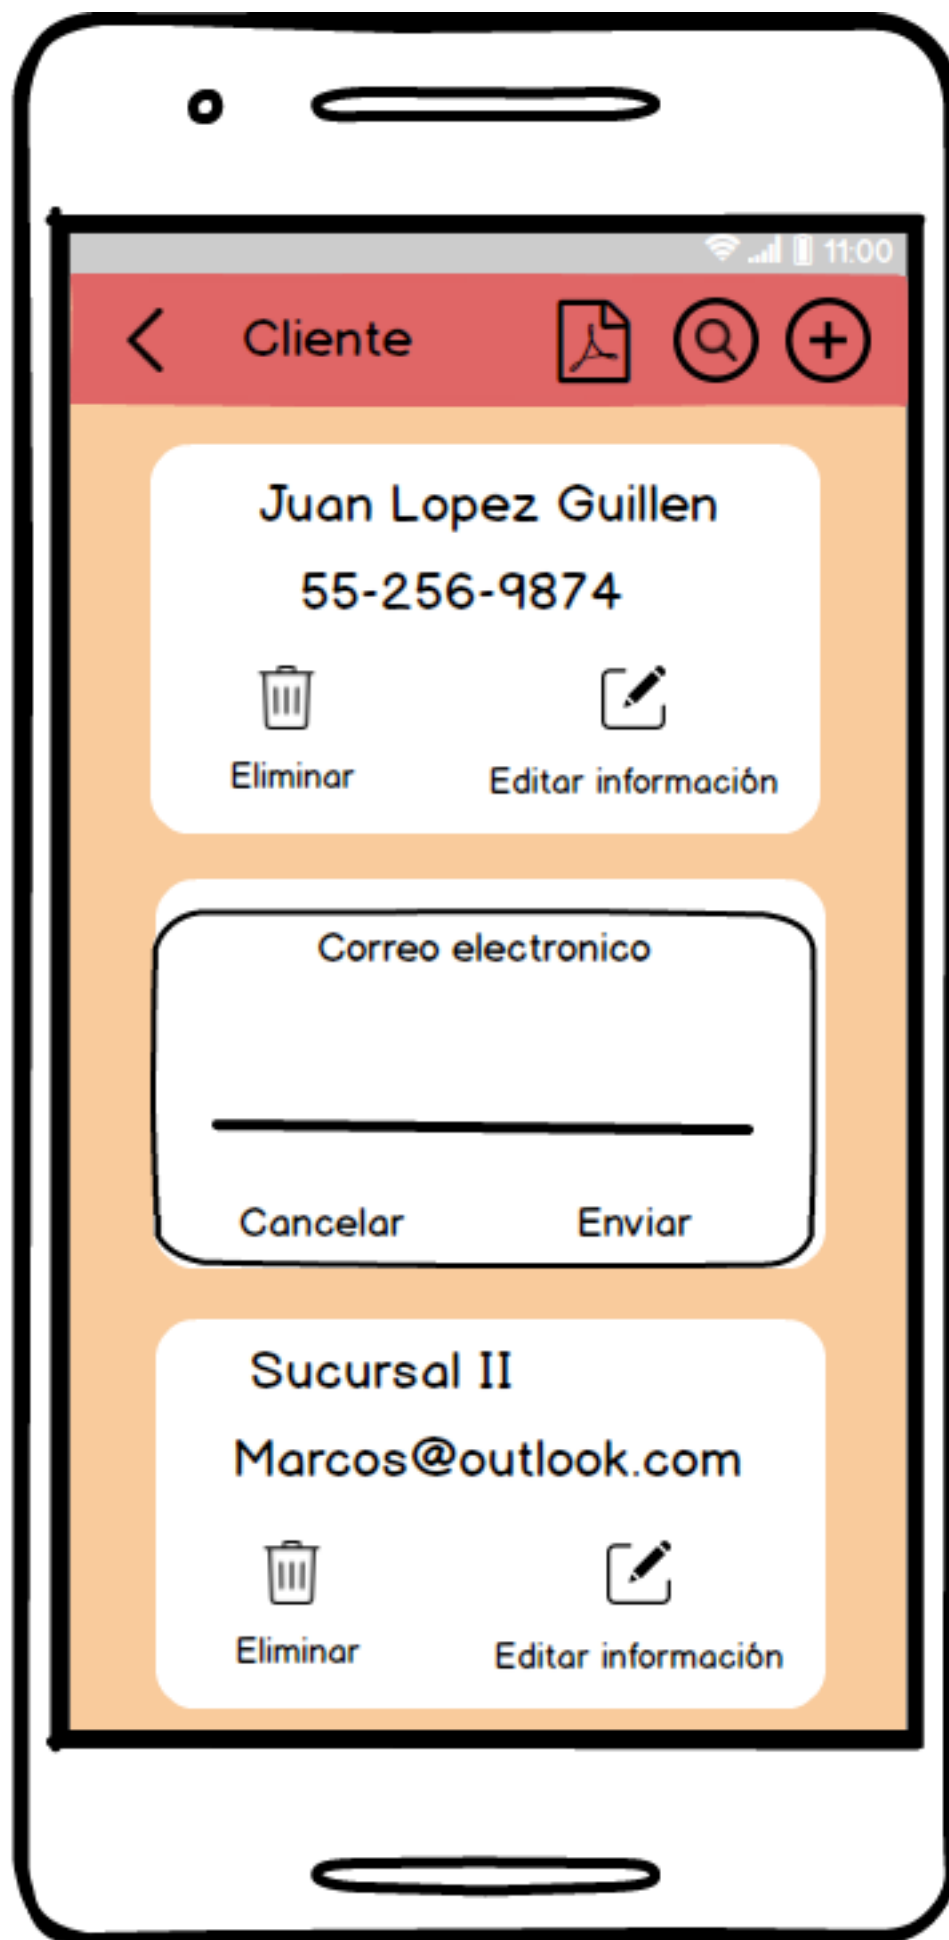 11:00
Cliente
Juan Lopez Guillen
55-256-9874
Eliminar Editar información
Correo electronico
Cancelar Enviar
Sucursal II
Marcos@outlook.com
Eliminar Editar información